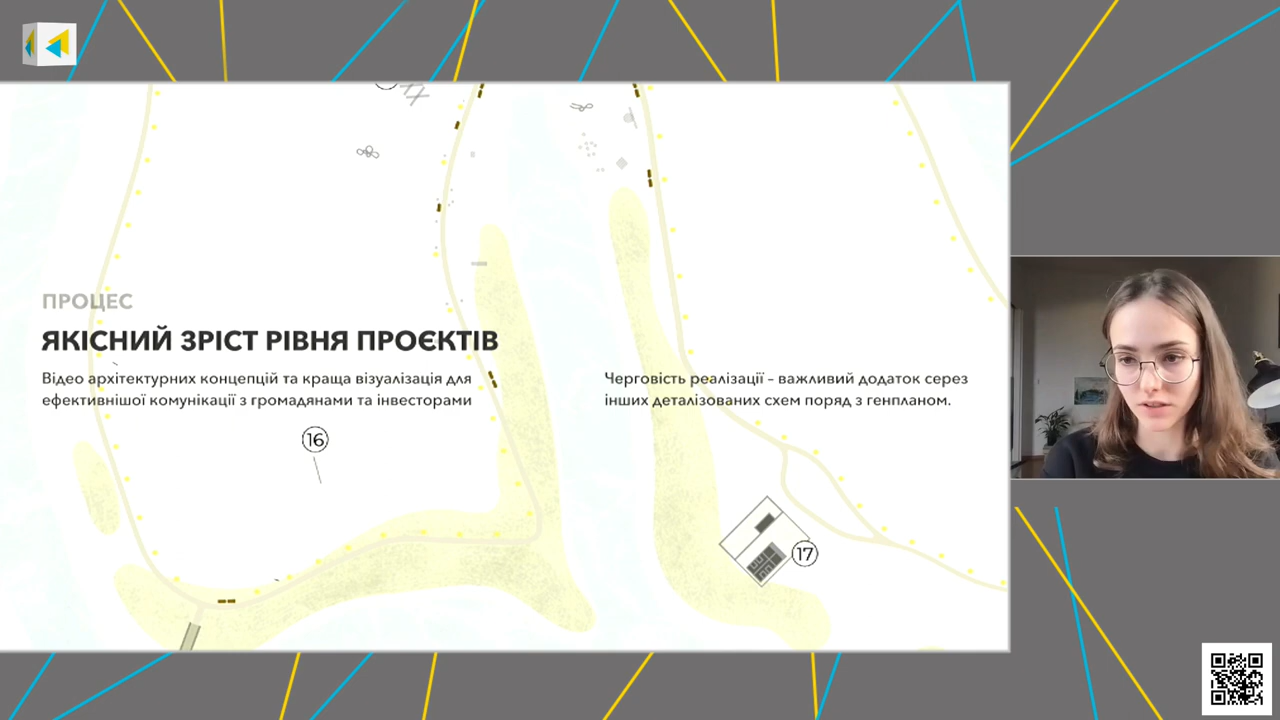 ПРОЦЕС
ЯКІСНИЙ ЗРІСТ РІВНЯ ПРОЄКТІВ
Відео архітектурних концепцій та краща візуалізація для
ефективнішої комунікації з громадянами та інвесторами
Черговість реалізації – важливий додаток серез
інших деталізованих схем поряд з генпланом.
16
17